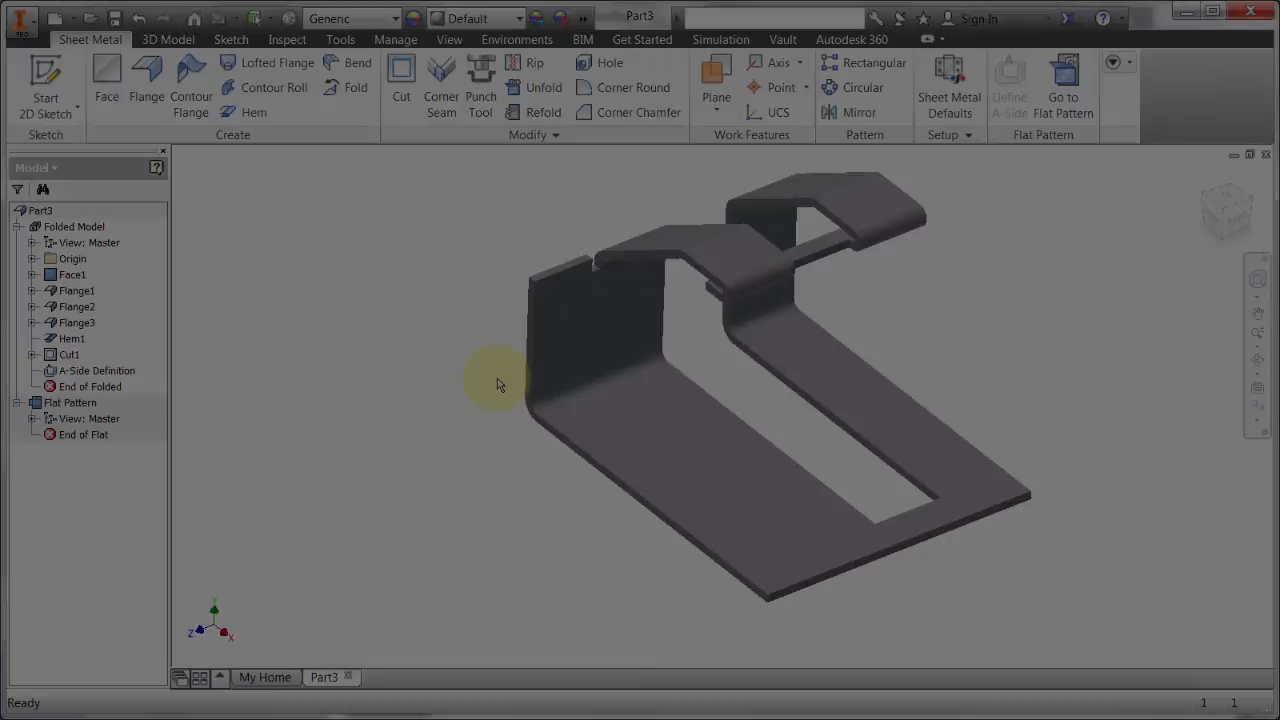 Generic Default Part3 Sign In
Sheet Metal 3D Model Sketch Inspect Tools Manage View Environments BIM Get Started Simulation Vault Autodesk 360
PRO
Start 2D Sketch
Face
Flange
Contour Flange
Lofted Flange
Contour Roll
Hem
Bend
Fold
Cut
Corner Seam
Punch Tool
Rip
Unfold
Refold
Hole
Corner Round
Corner Chamfer
Plane
Axis
Point
UCS
Rectangular
Circular
Mirror
Sheet Metal Defaults
Define A-Side
Go to Flat Pattern
Sketch Create Modify Work Features Pattern Setup Flat Pattern
Model
Part3
Folded Model
View: Master
Origin
Face1
Flange1
Flange2
Flange3
Hem1
Cut1
A-Side Definition
End of Folded
Flat Pattern
View: Master
End of Flat
Y
Z X
My Home Part3
Ready 1 1